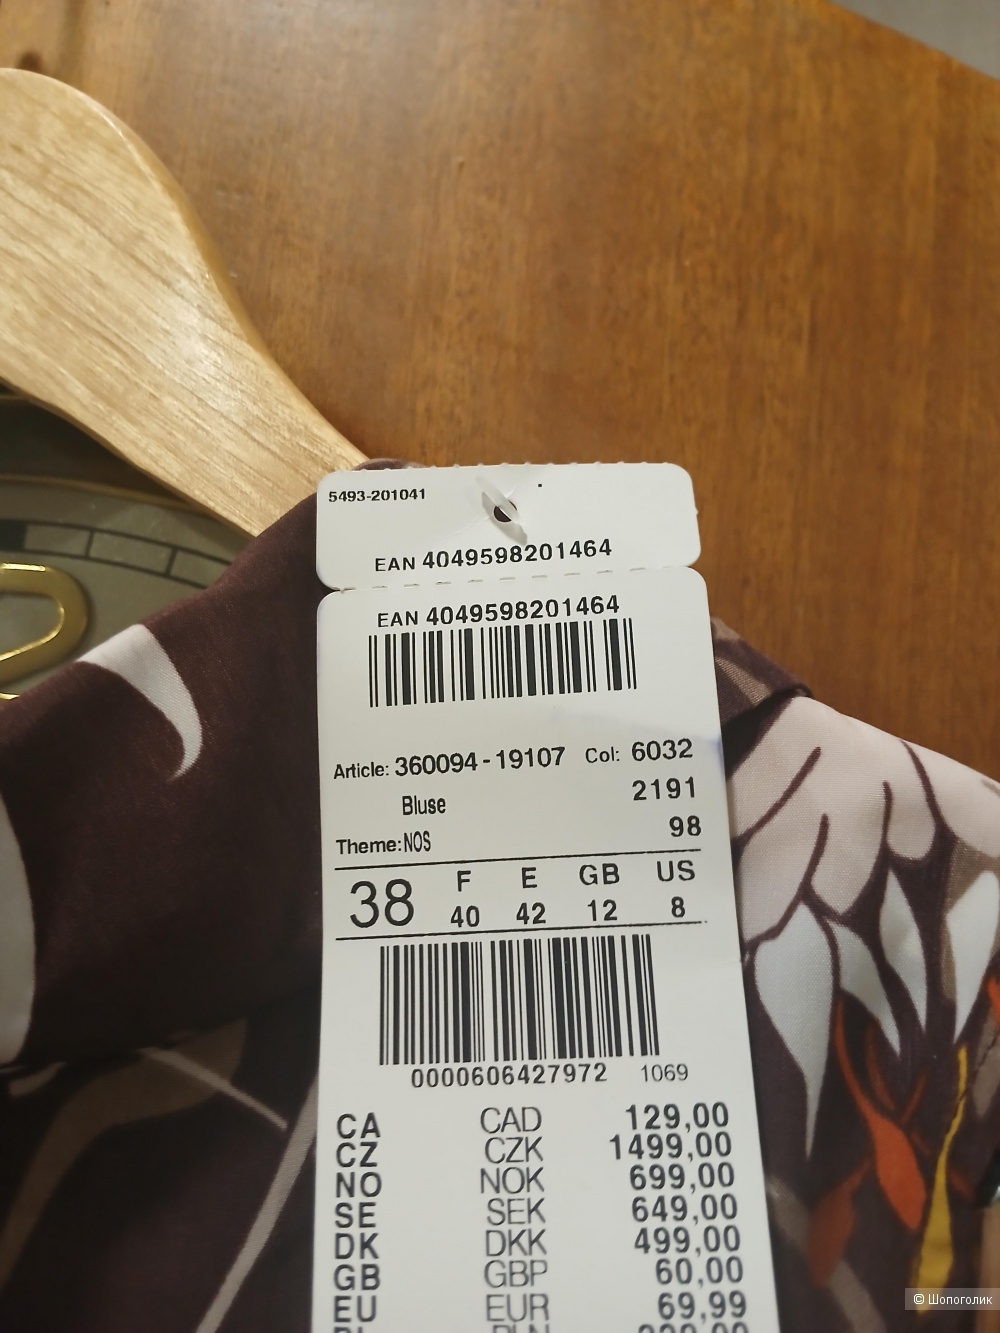 5493-201041
EAN 4049598201464
EAN 4049598201464
Article: 360094-19107 Col: 6032
Bluse 2191
Theme:NOS 98
38 F E GB US
40 42 12 8
0000606427972 1069
CA CAD 129,00
CZ CZK 1499,00
NO NOK 699,00
SE SEK 649,00
DK DKK 499,00
GB GBP 60,00
EU EUR 69,99
© Шопоголик